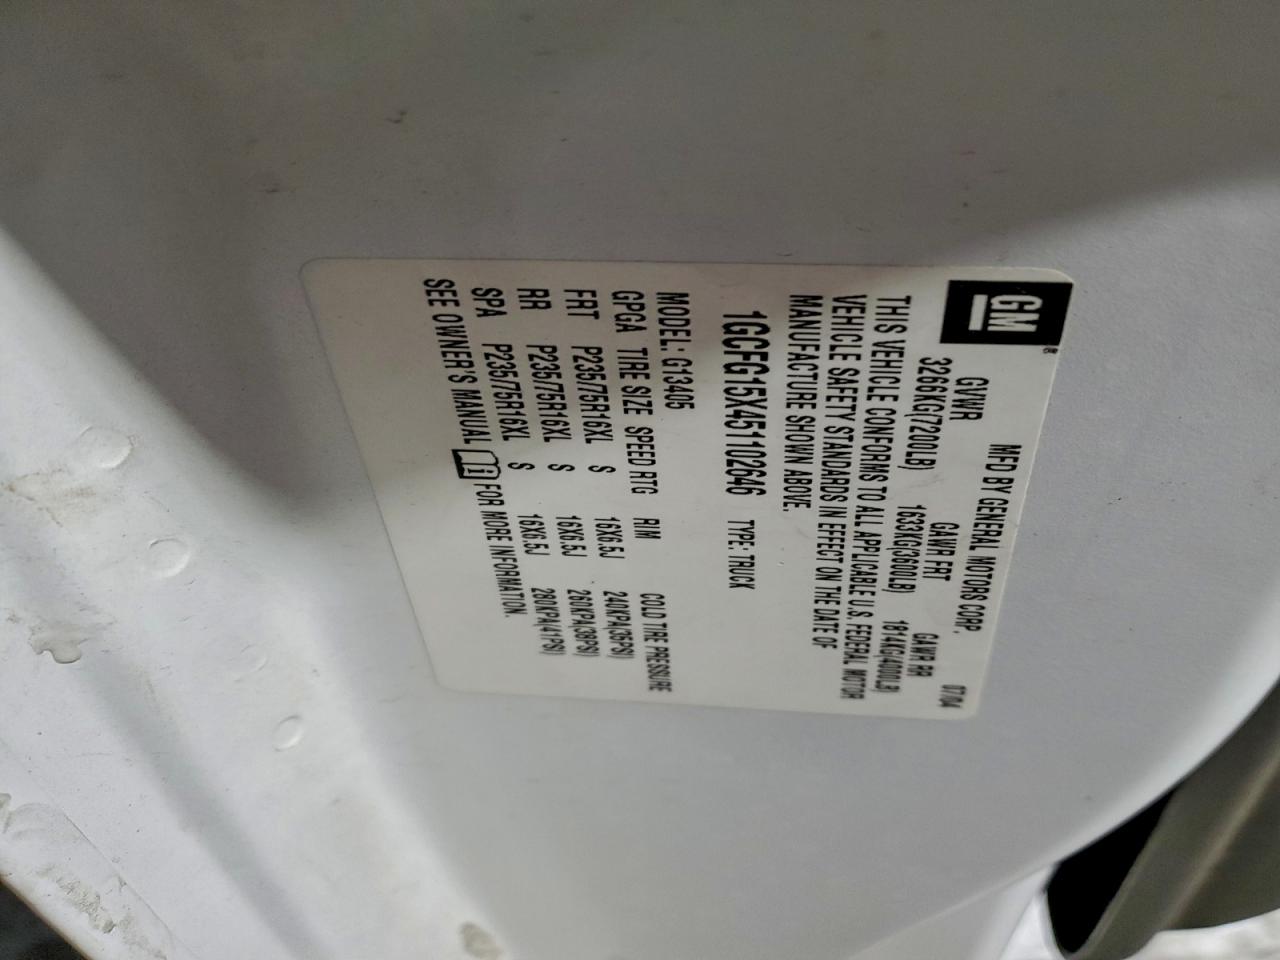 GM®
MFD BY GENERAL MOTORS CORP. 07/04
GVWR GAWR FRT GAWR RR
3266KG(7200LB) 1633KG(3600LB) 1814KG(4000LB)
THIS VEHICLE CONFORMS TO ALL APPLICABLE U.S. FEDERAL MOTOR
VEHICLE SAFETY STANDARDS IN EFFECT ON THE DATE OF
MANUFACTURE SHOWN ABOVE.
1GCFG15X451102646 TYPE: TRUCK
MODEL: G13405
GPGA TIRE SIZE SPEED RTG RIM COLD TIRE PRESSURE
FRT P235/75R16XL S 16X6.5J 240KPA(35PSI)
RR P235/75R16XL S 16X6.5J 260KPA(38PSI)
SPA P235/75R16XL S 16X6.5J 280KPA(41PSI)
SEE OWNER'S MANUAL FOR MORE INFORMATION.